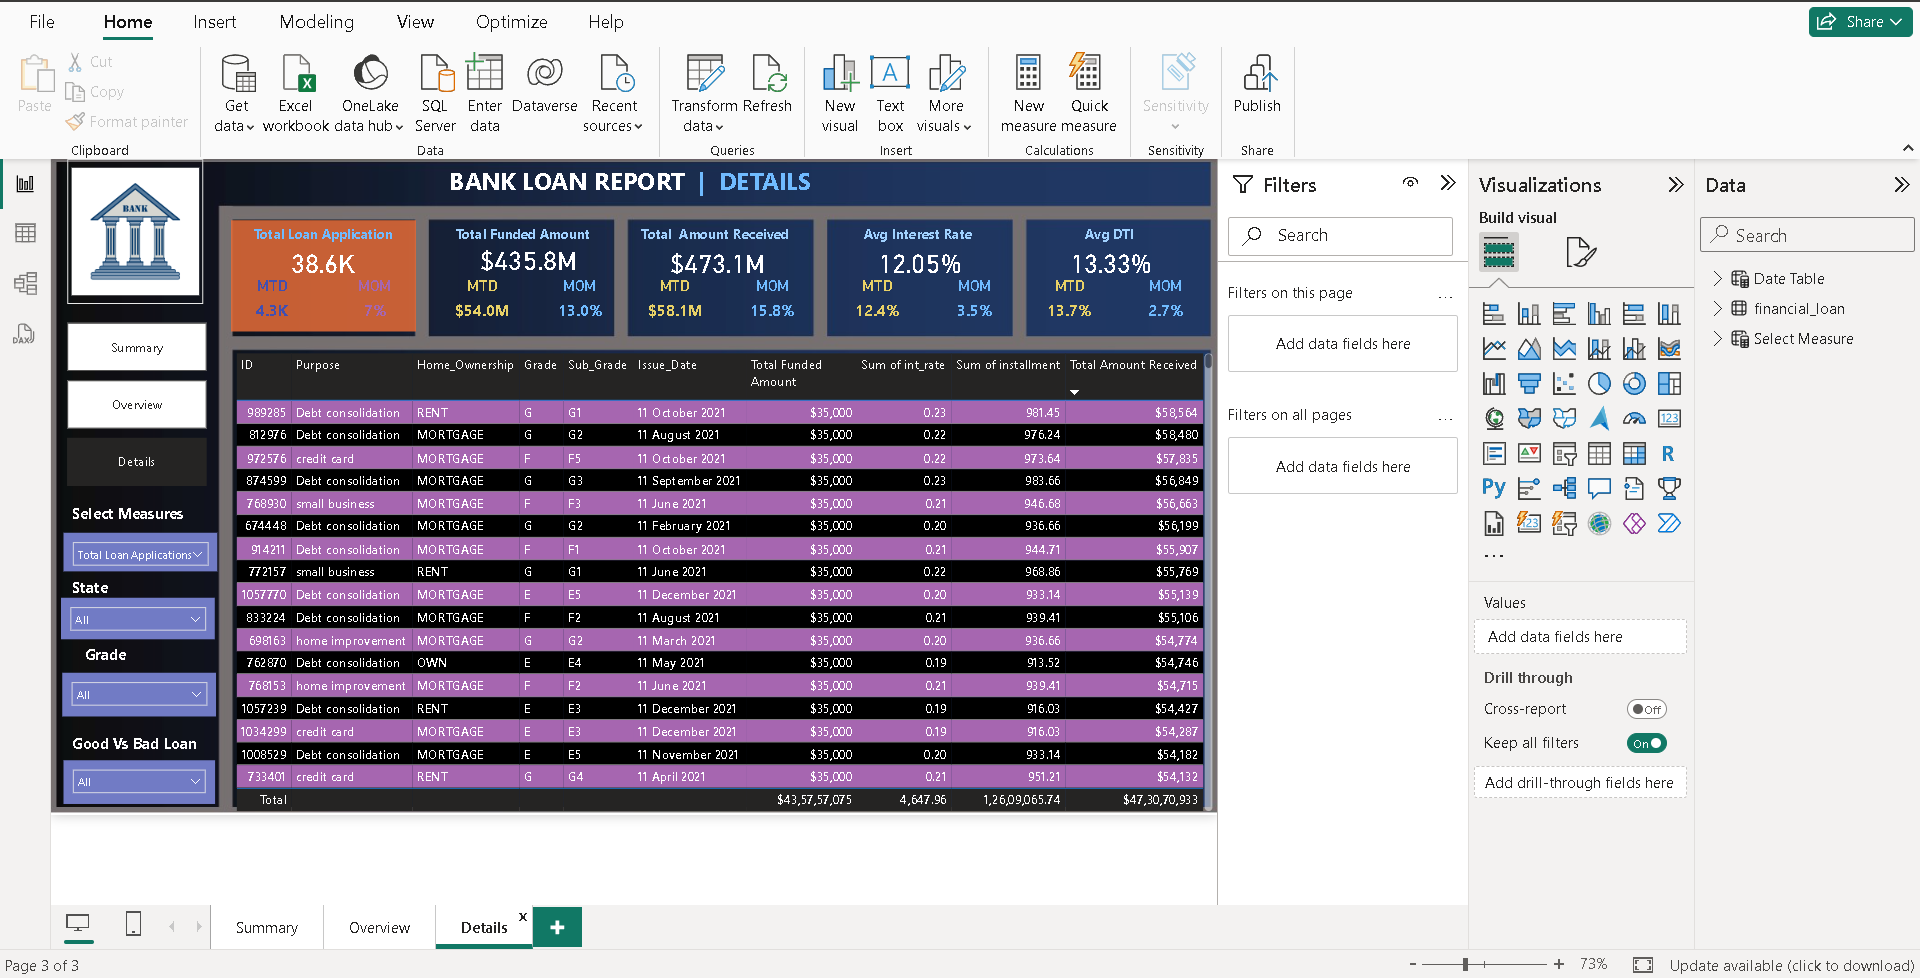 File Home Insert Modeling View Optimize Help Share
Paste Cut Copy Format painter
Get data Excel workbook OneLake data hub SQL Server Enter data Dataverse Recent sources
Transform data Refresh New visual Text box More visuals New measure Quick measure Sensitivity Publish
Clipboard Data Queries Insert Calculations Sensitivity Share
BANK
BANK LOAN REPORT | DETAILS
Total Loan Application
38.6K
MTD MOM
4.3K 7%
Total Funded Amount
$435.8M
MTD MOM
$54.0M 13.0%
Total Amount Received
$473.1M
MTD MOM
$58.1M 15.8%
Avg Interest Rate
12.05%
MTD MOM
12.4% 3.5%
Avg DTI
13.33%
MTD MOM
13.7% 2.7%
Summary
Overview
Details
Select Measures
Total Loan Applications
State
All
Grade
All
Good Vs Bad Loan
All
ID Purpose Home_Ownership Grade Sub_Grade Issue_Date Total Funded Amount Sum of int_rate Sum of installment Total Amount Received
989285 Debt consolidation RENT G G1 11 October 2021 $35,000 0.23 981.45 $58,564
812976 Debt consolidation MORTGAGE G G2 11 August 2021 $35,000 0.22 976.24 $58,480
972576 credit card MORTGAGE F F5 11 October 2021 $35,000 0.22 973.64 $57,835
874599 Debt consolidation MORTGAGE G G3 11 September 2021 $35,000 0.23 983.66 $56,849
768930 small business MORTGAGE F F3 11 June 2021 $35,000 0.21 946.68 $56,663
674448 Debt consolidation MORTGAGE G G2 11 February 2021 $35,000 0.20 936.66 $56,199
914211 Debt consolidation MORTGAGE F F1 11 October 2021 $35,000 0.21 944.71 $55,907
772157 small business RENT G G1 11 June 2021 $35,000 0.22 968.86 $55,769
1057770 Debt consolidation MORTGAGE E E5 11 December 2021 $35,000 0.20 933.14 $55,139
833224 Debt consolidation MORTGAGE F F2 11 August 2021 $35,000 0.21 939.41 $55,106
698163 home improvement MORTGAGE G G2 11 March 2021 $35,000 0.20 936.66 $54,774
762870 Debt consolidation OWN E E4 11 May 2021 $35,000 0.19 913.52 $54,746
768153 home improvement MORTGAGE F F2 11 June 2021 $35,000 0.21 939.41 $54,715
1057239 Debt consolidation RENT E E3 11 December 2021 $35,000 0.19 916.03 $54,427
1034299 credit card MORTGAGE E E3 11 December 2021 $35,000 0.19 916.03 $54,287
1008529 Debt consolidation MORTGAGE E E5 11 November 2021 $35,000 0.20 933.14 $54,182
733401 credit card RENT G G4 11 April 2021 $35,000 0.21 951.21 $54,132
Total $43,57,57,075 4,647.96 1,26,09,065.74 $47,30,70,933
Filters
Search
Filters on this page ...
Add data fields here
Filters on all pages ...
Add data fields here
Visualizations
Build visual
123
R
Py
123
...
Values
Add data fields here
Drill through
Cross-report Off
Keep all filters On
Add drill-through fields here
Data
Search
Date Table
financial_loan
Select Measure
DAX
Summary Overview Details x +
Page 3 of 3 - + 73% Update available (click to download)